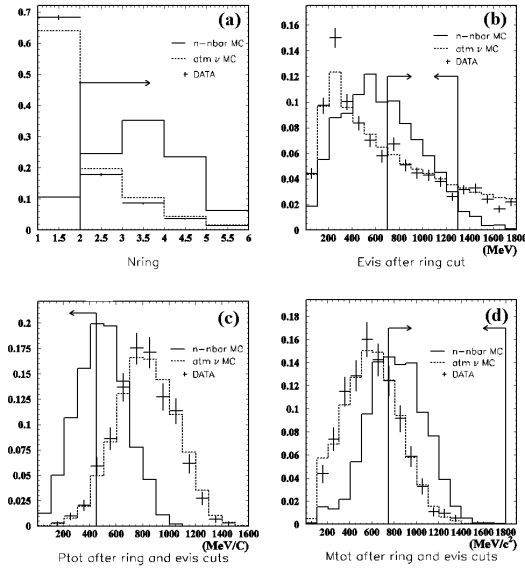 (a)
n-nbar MC
atm ν MC
DATA
0.7
0.6
0.5
0.4
0.3
0.2
0.1
0
1 1.5 2 2.5 3 3.5 4 4.5 5 5.5 6
Nring
(b)
n-nbar MC
atm ν MC
DATA
0.16
0.14
0.12
0.1
0.08
0.06
0.04
0.02
0
200 400 600 800 1000 1200 1400 1600 1800
(MeV)
Evis after ring cut
(c)
n-nbar MC
atm ν MC
DATA
0.2
0.175
0.15
0.125
0.1
0.075
0.05
0.025
0
0 200 400 600 800 1000 1200 1400 1600
(MeV/C)
Ptot after ring and evis cuts
(d)
n-nbar MC
atm ν MC
DATA
0.18
0.16
0.14
0.12
0.1
0.08
0.06
0.04
0.02
0
200 400 600 800 1000 1200 1400 1600 1800
(MeV/c²)
Mtot after ring and evis cuts